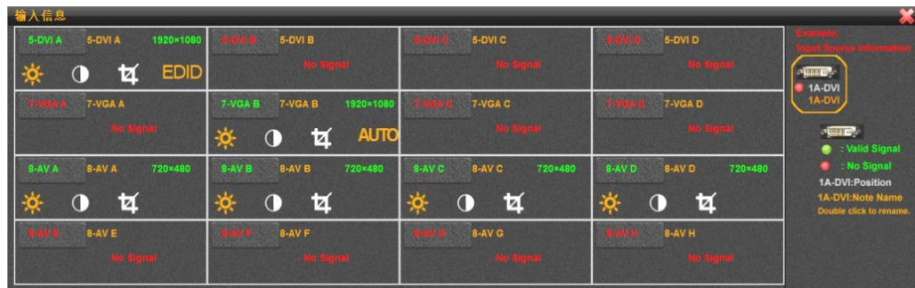 输入信息
5-DVI A 5-DVI A 1920×1080
5-DVI B 5-DVI B
5-DVI C 5-DVI C
5-DVI D 5-DVI D
EDID
No Signal
No Signal
No Signal
7-VGA A 7-VGA A
7-VGA B 7-VGA B 1920×1080
7-VGA C 7-VGA C
7-VGA D 7-VGA D
No Signal
AUTO
No Signal
No Signal
8-AV A 8-AV A 720×480
8-AV B 8-AV B 720×480
8-AV C 8-AV C 720×480
8-AV D 8-AV D 720×480
8-AV E 8-AV E
8-AV F 8-AV F
8-AV G 8-AV G
8-AV H 8-AV H
No Signal
No Signal
No Signal
No Signal
Example:
Input Source Information
1A-DVI
1A-DVI
: Valid Signal
: No Signal
1A-DVI:Position
1A-DVI:Note Name
Double click to rename.